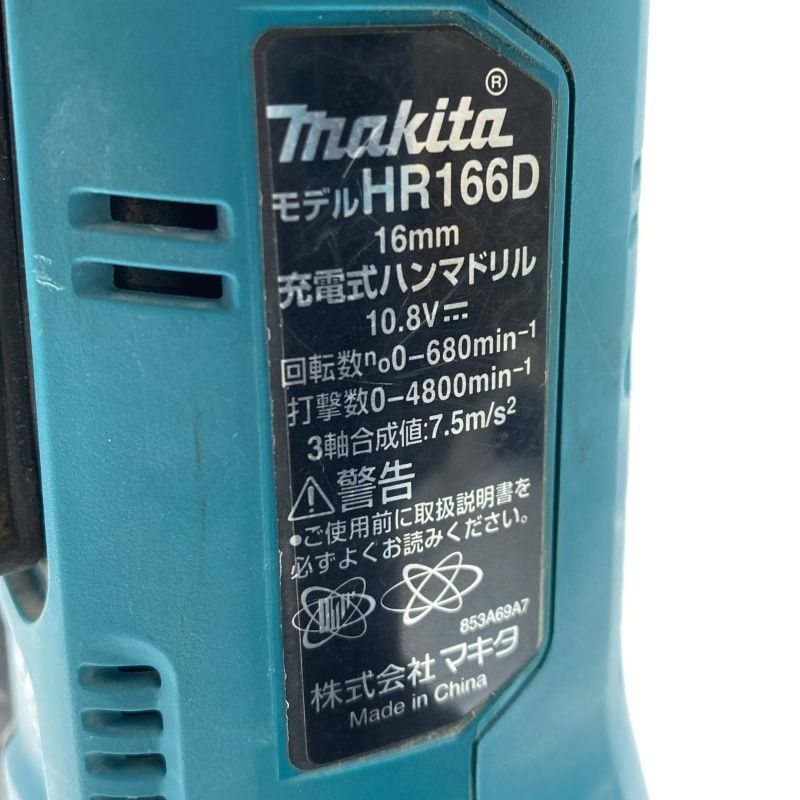 makita®
モデルHR166D
16mm
充電式ハンマドリル
10.8V⎓
回転数n₀0-680min⁻¹
打撃数0-4800min⁻¹
3軸合成値:7.5m/s²
⚠警告
●ご使用前に取扱説明書を
必ずよくお読みください。
853A69A7
株式会社マキタ
Made in China